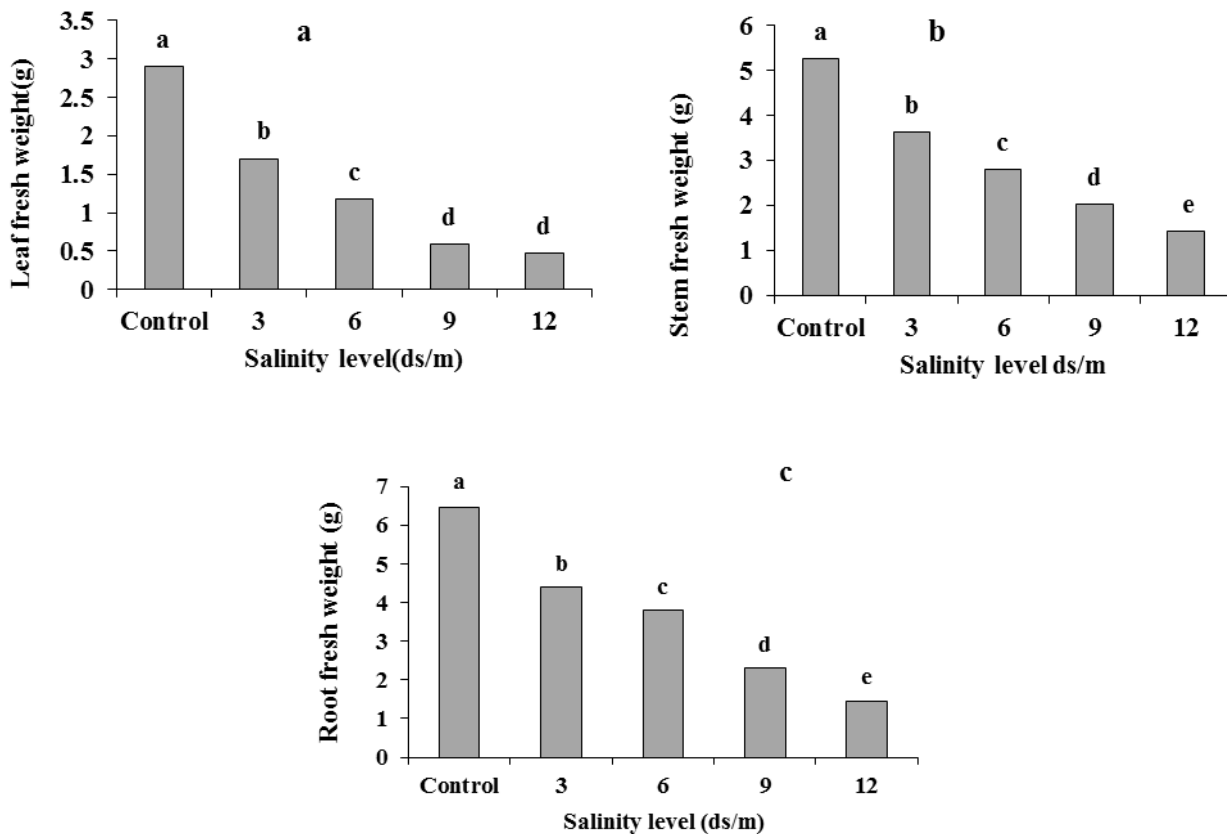 a
Leaf fresh weight(g)
3.5
3
2.5
2
1.5
1
0.5
0
a
b
c
d
d
Control 3 6 9 12
Salinity level(ds/m)
b
Stem fresh weight (g)
6
5
4
3
2
1
0
a
b
c
d
e
Control 3 6 9 12
Salinity level ds/m
c
Root fresh weight (g)
7
6
5
4
3
2
1
0
a
b
c
d
e
Control 3 6 9 12
Salinity level (ds/m)